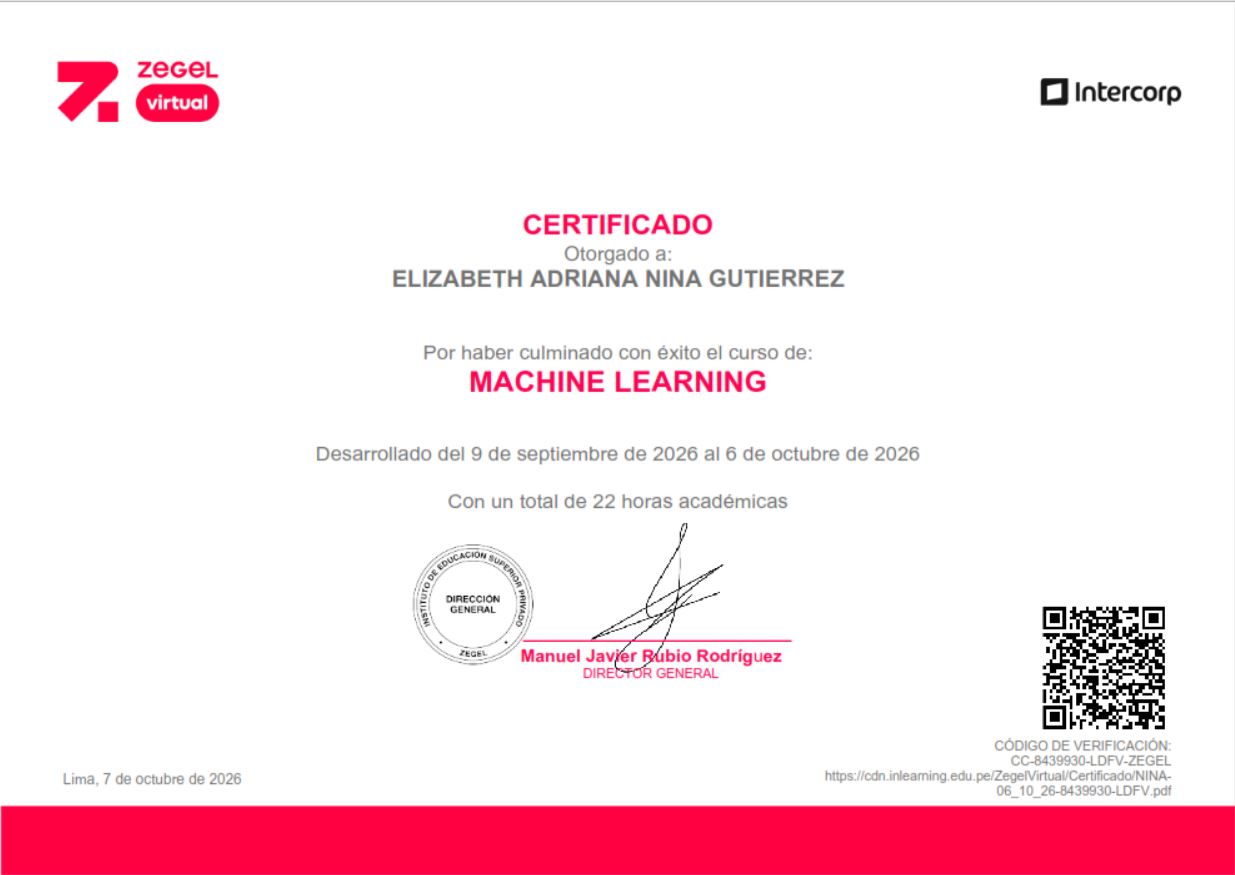 ZEGEL
virtual
Intercorp
CERTIFICADO
Otorgado a:
ELIZABETH ADRIANA NINA GUTIERREZ
Por haber culminado con éxito el curso de:
MACHINE LEARNING
Desarrollado del 9 de septiembre de 2026 al 6 de octubre de 2026
Con un total de 22 horas académicas
INSTITUTO DE EDUCACIÓN SUPERIOR PRIVADO
DIRECCIÓN
GENERAL
ZEGEL
Manuel Javier Rubio Rodríguez
DIRECTOR GENERAL
CÓDIGO DE VERIFICACIÓN:
CC-8439930-LDFV-ZEGEL
https://cdn.inlearning.edu.pe/ZegelVirtual/Certificado/NINA-
06_10_26-8439930-LDFV.pdf
Lima, 7 de octubre de 2026